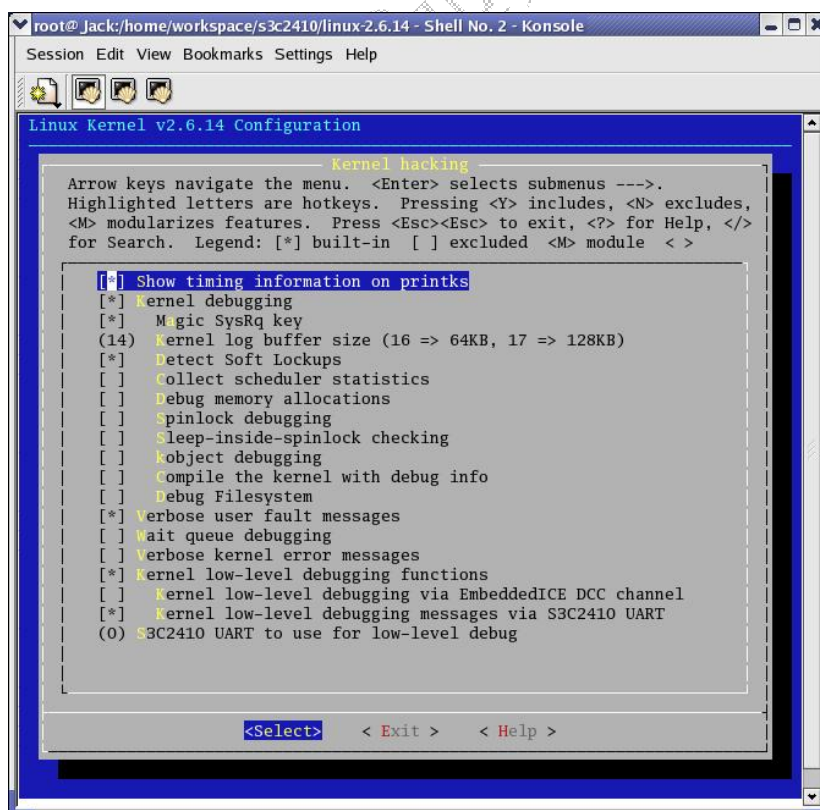 root@ Jack:/home/workspace/s3c2410/linux-2.6.14 - Shell No. 2 - Konsole
Session Edit View Bookmarks Settings Help
Linux Kernel v2.6.14 Configuration
Kernel hacking
Arrow keys navigate the menu. <Enter> selects submenus --->.
Highlighted letters are hotkeys. Pressing <Y> includes, <N> excludes,
<M> modularizes features. Press <Esc><Esc> to exit, <?> for Help, </>
for Search. Legend: [*] built-in [ ] excluded <M> module < >
[*] Show timing information on printks
[*] Kernel debugging
[*] Magic SysRq key
(14) Kernel log buffer size (16 => 64KB, 17 => 128KB)
[*] Detect Soft Lockups
[ ] Collect scheduler statistics
[ ] Debug memory allocations
[ ] Spinlock debugging
[ ] Sleep-inside-spinlock checking
[ ] kobject debugging
[ ] Compile the kernel with debug info
[ ] Debug Filesystem
[*] Verbose user fault messages
[ ] Wait queue debugging
[ ] Verbose kernel error messages
[*] Kernel low-level debugging functions
[ ] Kernel low-level debugging via EmbeddedICE DCC channel
[*] Kernel low-level debugging messages via S3C2410 UART
(0) S3C2410 UART to use for low-level debug
<Select> < Exit > < Help >